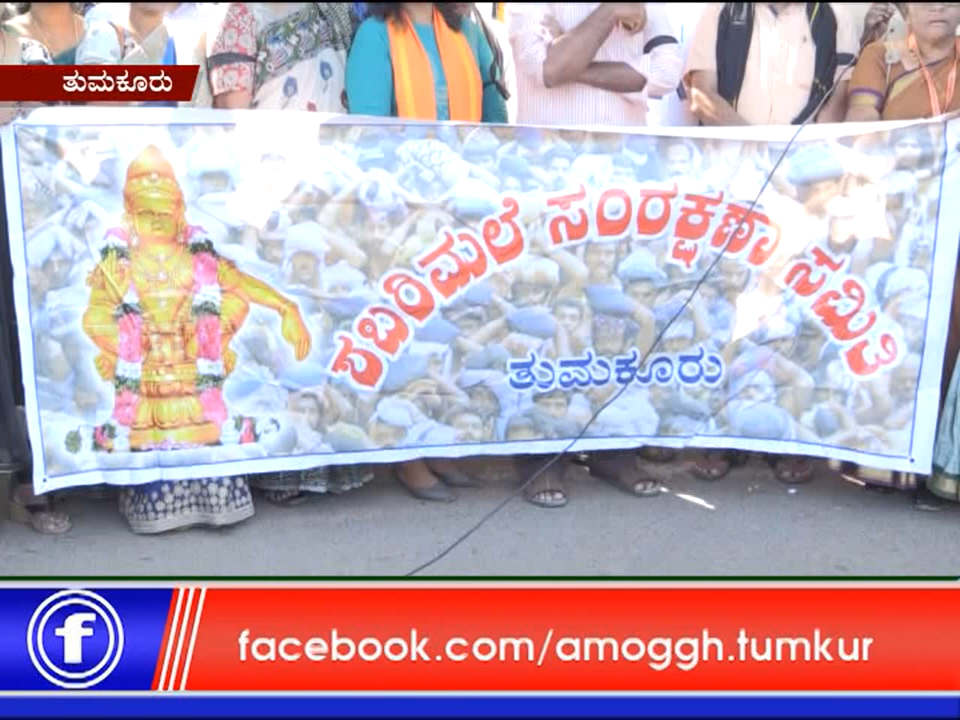 ತುಮಕೂರು
ಶಬರಿಮಲೆ ಸಂರಕ್ಷಣಾ ಸಮಿತಿ
ತುಮಕೂರು
f facebook.com/amoggh.tumkur